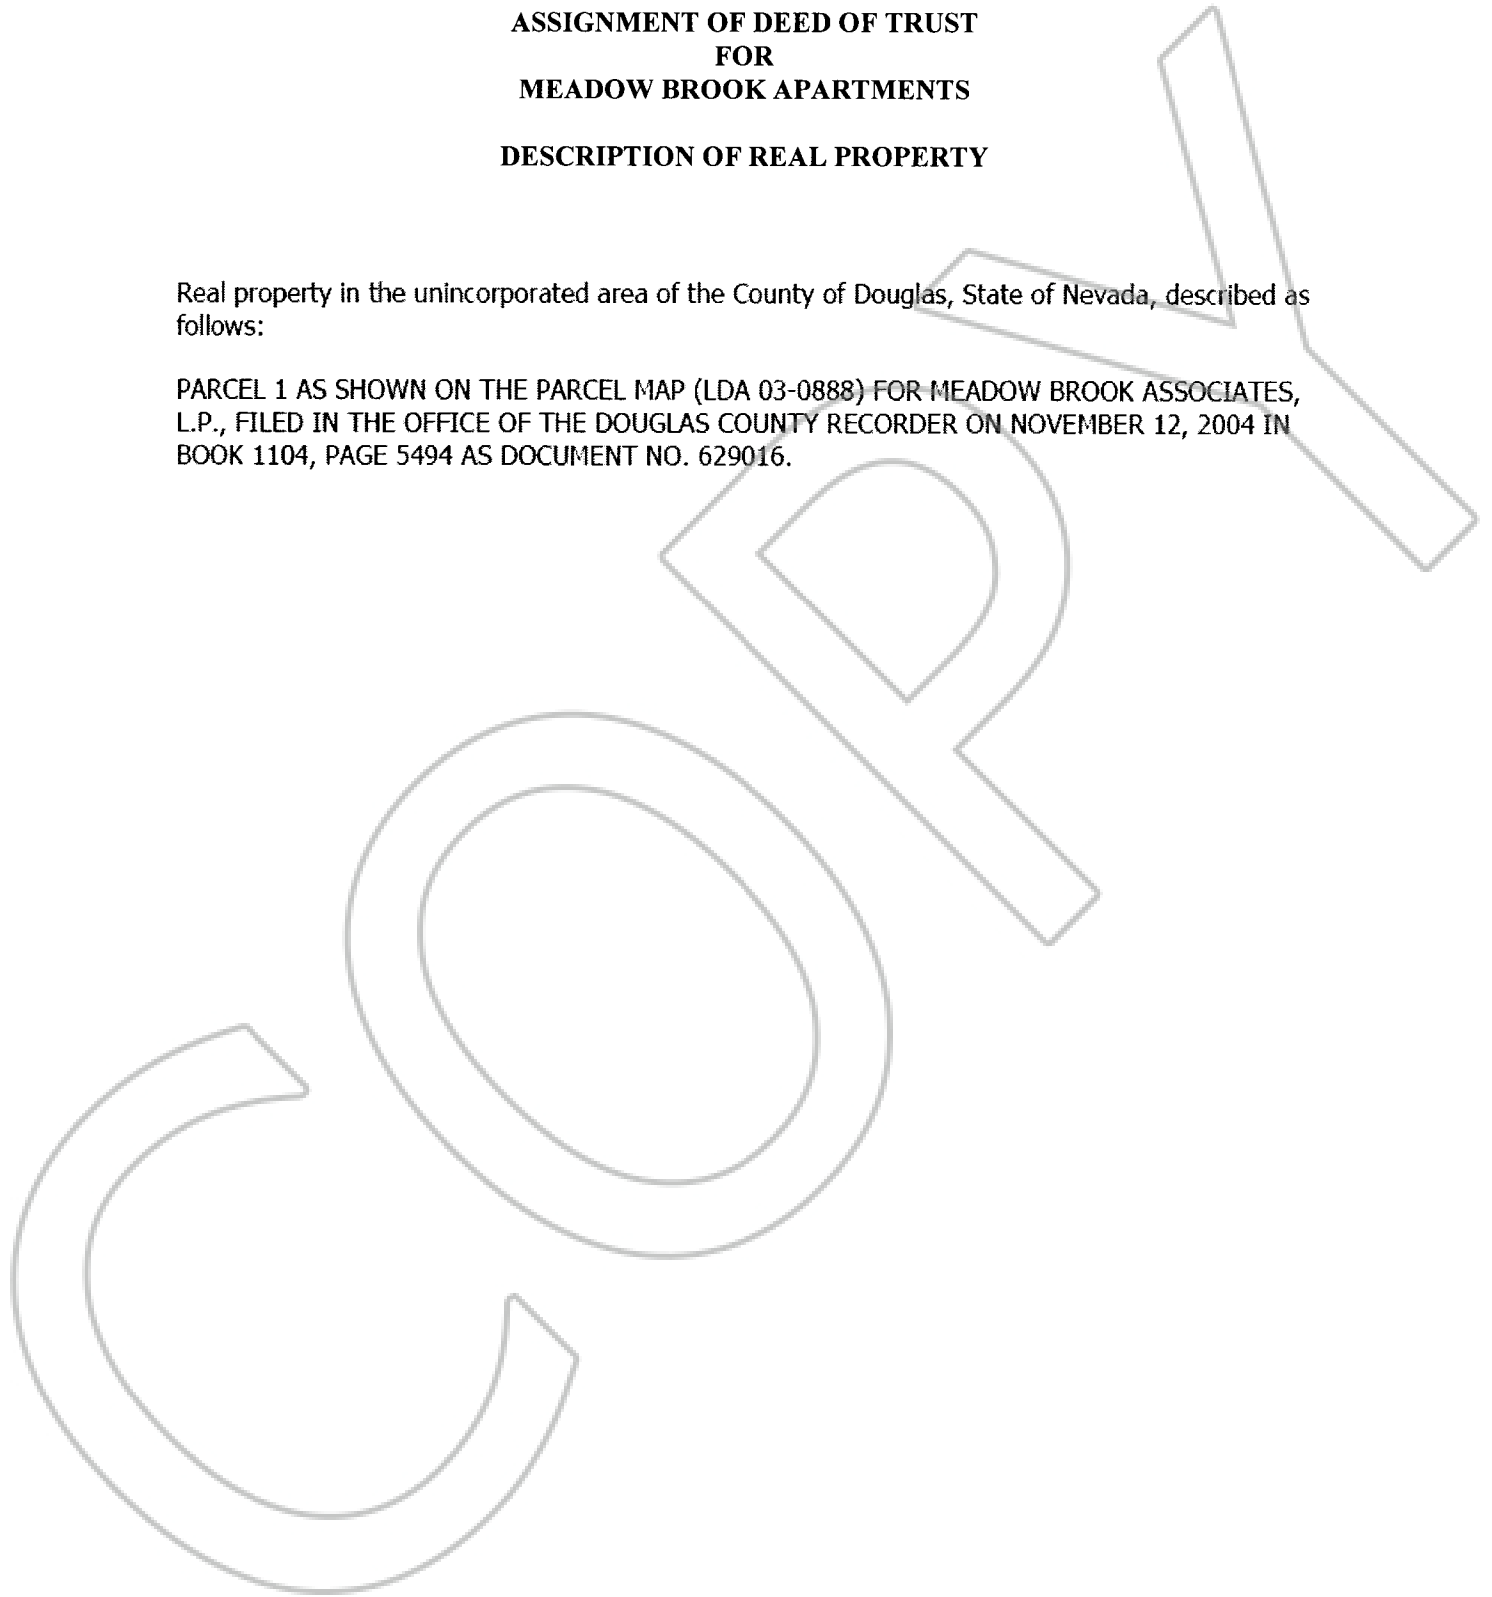 ASSIGNMENT OF DEED OF TRUST
FOR
MEADOW BROOK APARTMENTS
DESCRIPTION OF REAL PROPERTY
Real property in the unincorporated area of the County of Douglas, State of Nevada, described as
follows:
PARCEL 1 AS SHOWN ON THE PARCEL MAP (LDA 03-0888) FOR MEADOW BROOK ASSOCIATES,
L.P., FILED IN THE OFFICE OF THE DOUGLAS COUNTY RECORDER ON NOVEMBER 12, 2004 IN
BOOK 1104, PAGE 5494 AS DOCUMENT NO. 629016.
COPY